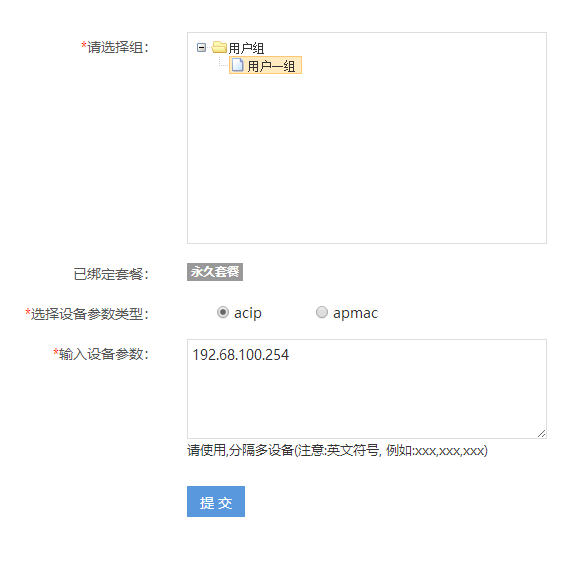 *请选择组:
用户组
用户一组
已绑定套餐:
永久套餐
*选择设备参数类型:
acip
apmac
*输入设备参数:
192.68.100.254
请使用,分隔多设备(注意:英文符号, 例如:xxx,xxx,xxx)
提 交